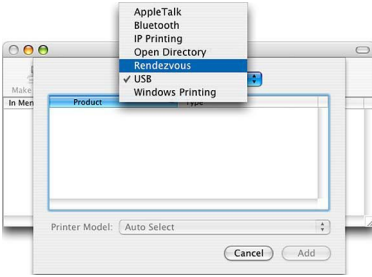 AppleTalk
Bluetooth
IP Printing
Open Directory
Rendezvous
✓ USB
Windows Printing
Make
In Men
Product Type
Printer Model: Auto Select
Cancel Add